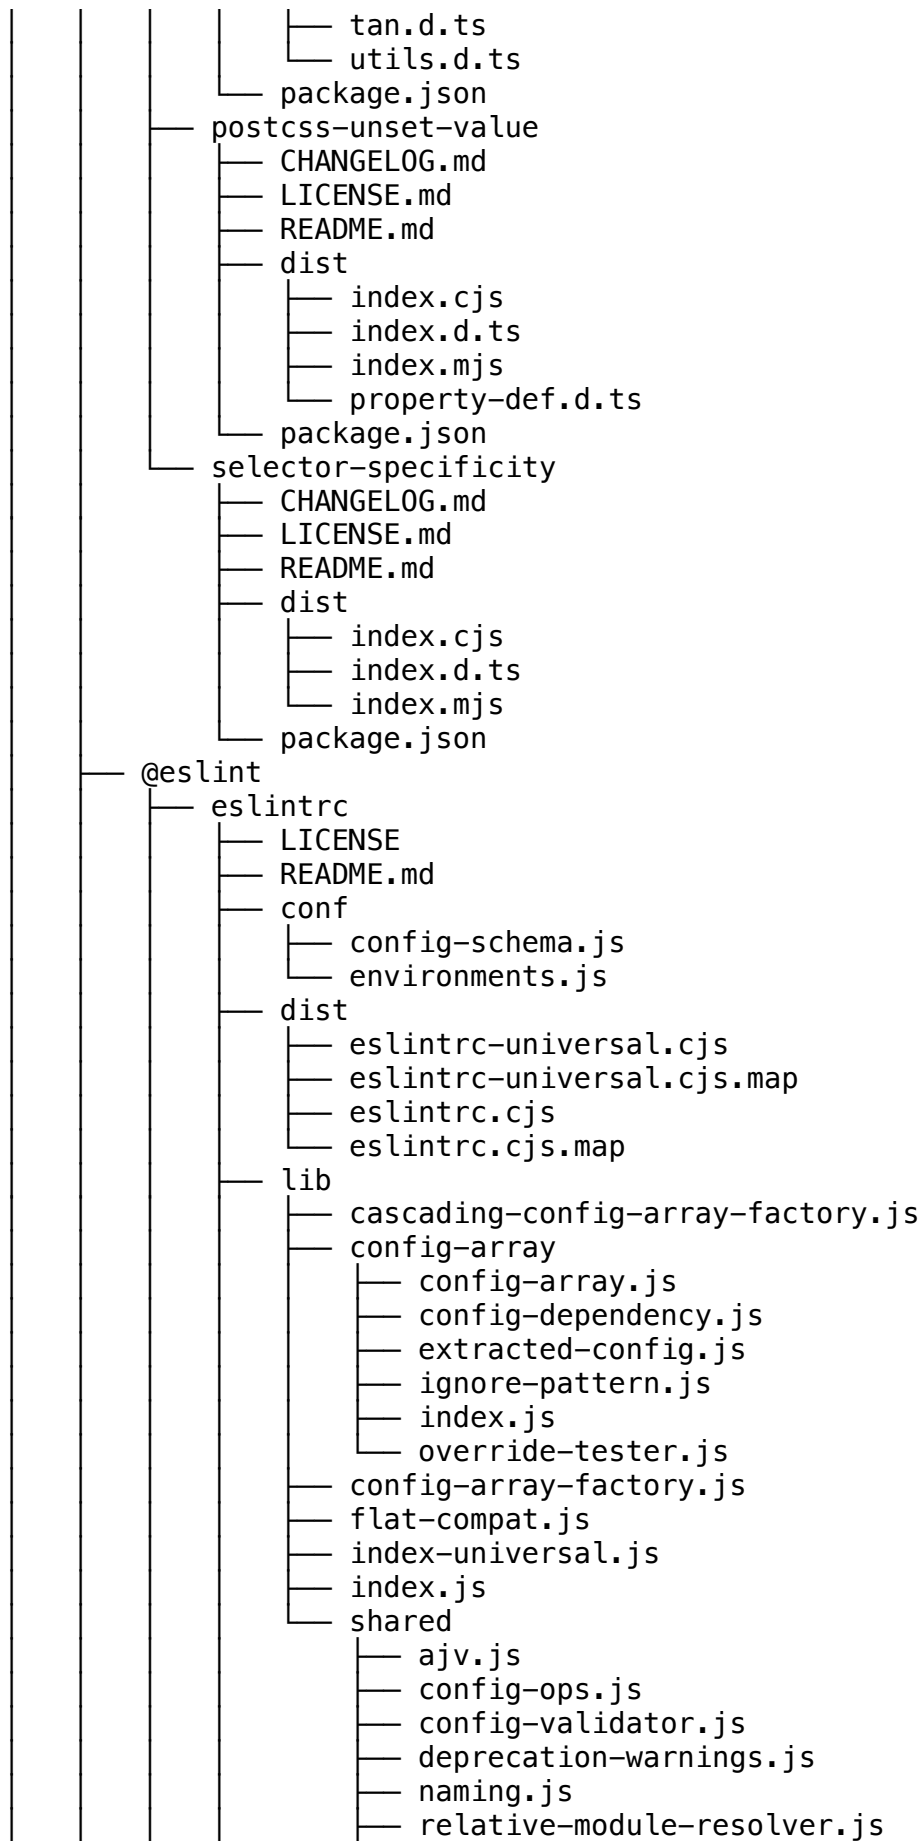 │   │   │   │   ├── tan.d.ts
│   │   │   │   └── utils.d.ts
│   │   │   └── package.json
│   │   ├── postcss-unset-value
│   │   │   ├── CHANGELOG.md
│   │   │   ├── LICENSE.md
│   │   │   ├── README.md
│   │   │   ├── dist
│   │   │   │   ├── index.cjs
│   │   │   │   ├── index.d.ts
│   │   │   │   ├── index.mjs
│   │   │   │   └── property-def.d.ts
│   │   │   └── package.json
│   │   └── selector-specificity
│   │       ├── CHANGELOG.md
│   │       ├── LICENSE.md
│   │       ├── README.md
│   │       ├── dist
│   │       │   ├── index.cjs
│   │       │   ├── index.d.ts
│   │       │   └── index.mjs
│   │       └── package.json
│   ├── @eslint
│   │   ├── eslintrc
│   │   │   ├── LICENSE
│   │   │   ├── README.md
│   │   │   ├── conf
│   │   │   │   ├── config-schema.js
│   │   │   │   └── environments.js
│   │   │   ├── dist
│   │   │   │   ├── eslintrc-universal.cjs
│   │   │   │   ├── eslintrc-universal.cjs.map
│   │   │   │   ├── eslintrc.cjs
│   │   │   │   └── eslintrc.cjs.map
│   │   │   ├── lib
│   │   │   │   ├── cascading-config-array-factory.js
│   │   │   │   ├── config-array
│   │   │   │   │   ├── config-array.js
│   │   │   │   │   ├── config-dependency.js
│   │   │   │   │   ├── extracted-config.js
│   │   │   │   │   ├── ignore-pattern.js
│   │   │   │   │   ├── index.js
│   │   │   │   │   └── override-tester.js
│   │   │   │   ├── config-array-factory.js
│   │   │   │   ├── flat-compat.js
│   │   │   │   ├── index-universal.js
│   │   │   │   ├── index.js
│   │   │   │   └── shared
│   │   │   │       ├── ajv.js
│   │   │   │       ├── config-ops.js
│   │   │   │       ├── config-validator.js
│   │   │   │       ├── deprecation-warnings.js
│   │   │   │       ├── naming.js
│   │   │   │       ├── relative-module-resolver.js